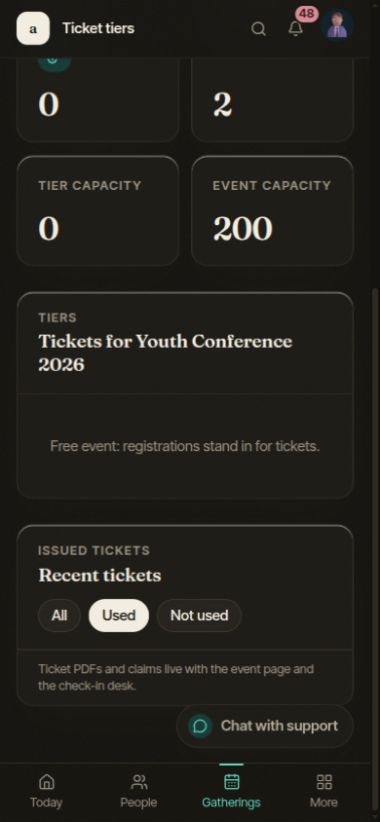 a
Ticket tiers
48
0
2
TIER CAPACITY
EVENT CAPACITY
0
200
TIERS
Tickets for Youth Conference
2026
Free event: registrations stand in for tickets.
ISSUED TICKETS
Recent tickets
All
Used
Not used
Ticket PDFs and claims live with the event page and
the check-in desk.
Chat with support
Today
People
Gatherings
More